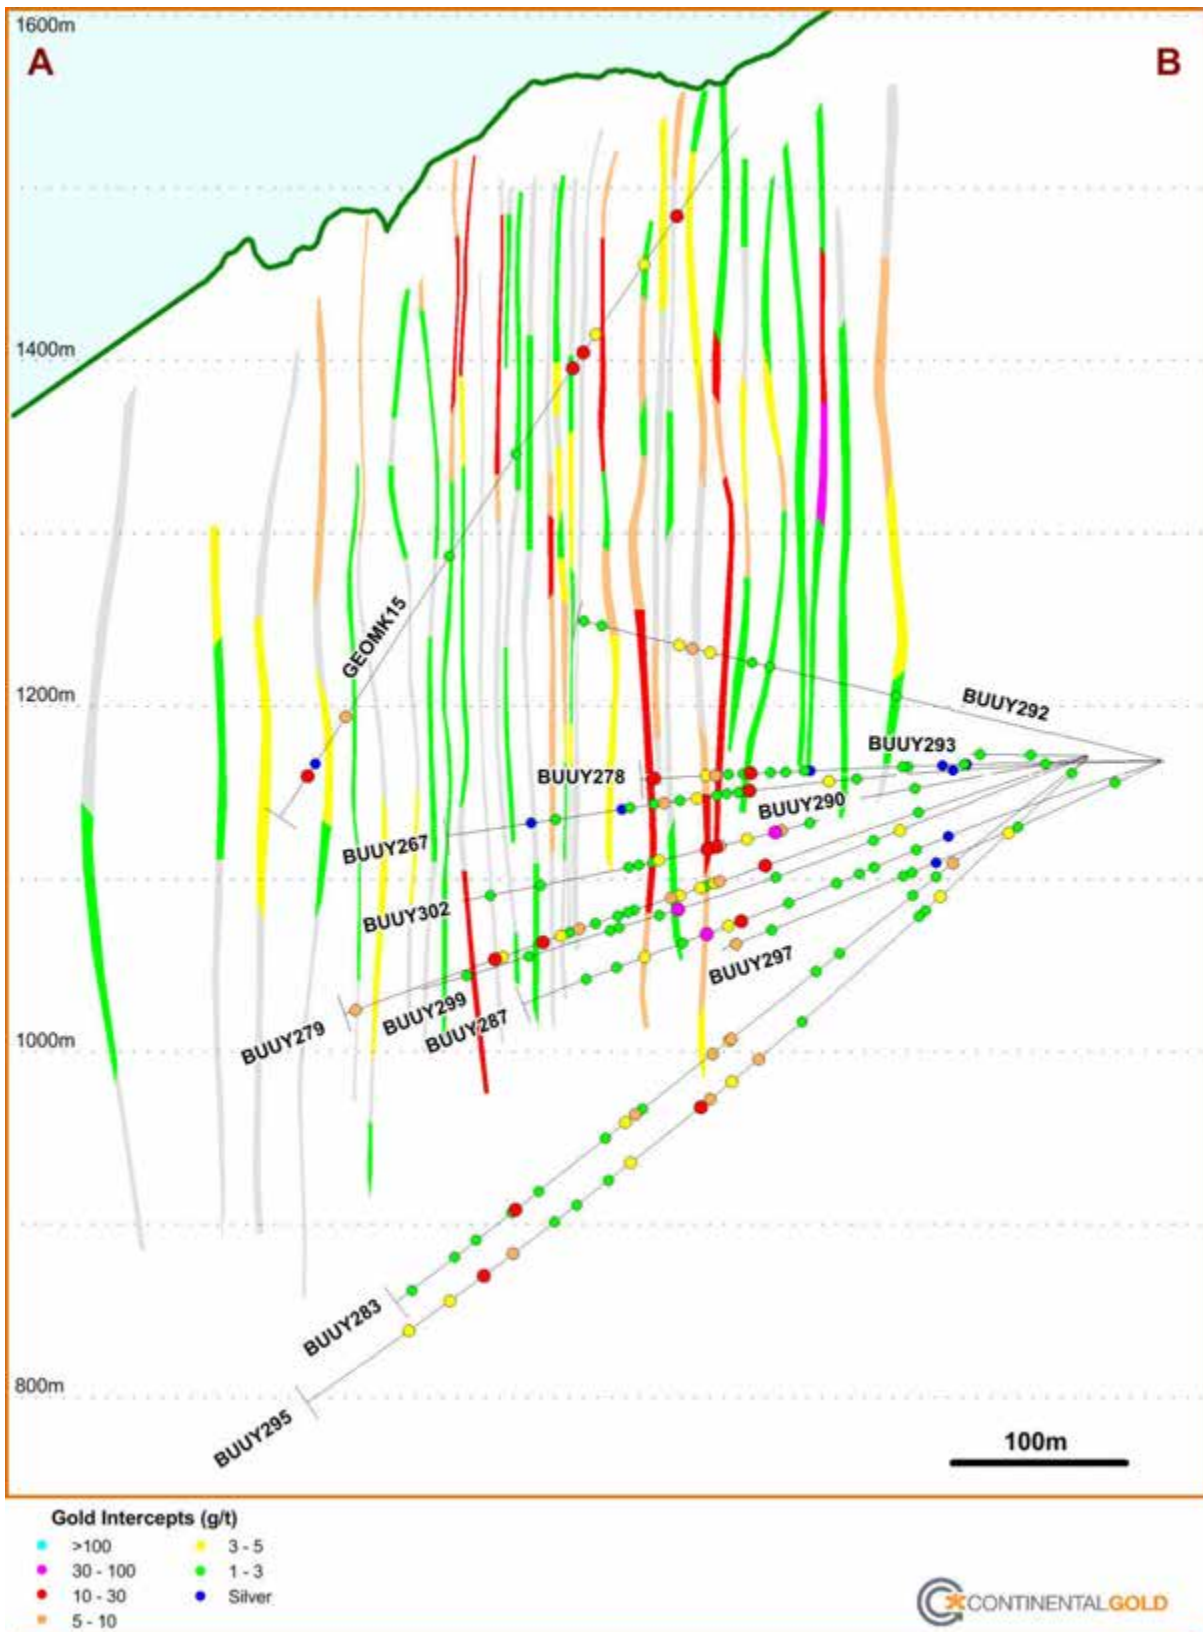 1600m
A
B
1400m
GEOMK15
1200m
BUUY292
BUUY293
BUUY278
BUUY290
BUUY267
BUUY302
BUUY297
BUUY299
BUUY287
BUUY279
1000m
BUUY283
800m
BUUY295
100m
Gold Intercepts (g/t)
>100
3 - 5
30 - 100
1 - 3
10 - 30
Silver
5 - 10
CONTINENTALGOLD